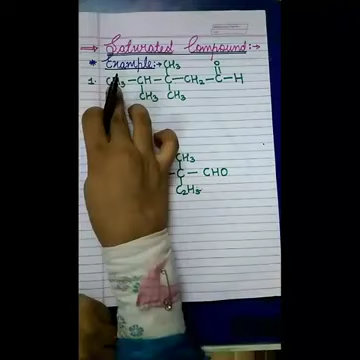 ⇒ Saturated Compound:→
* Example:→ CH₃
O
1. CH₃ — CH — C — CH₂ — C — H
CH₃ CH₃
CH₃
— C — CHO
C₂H₅